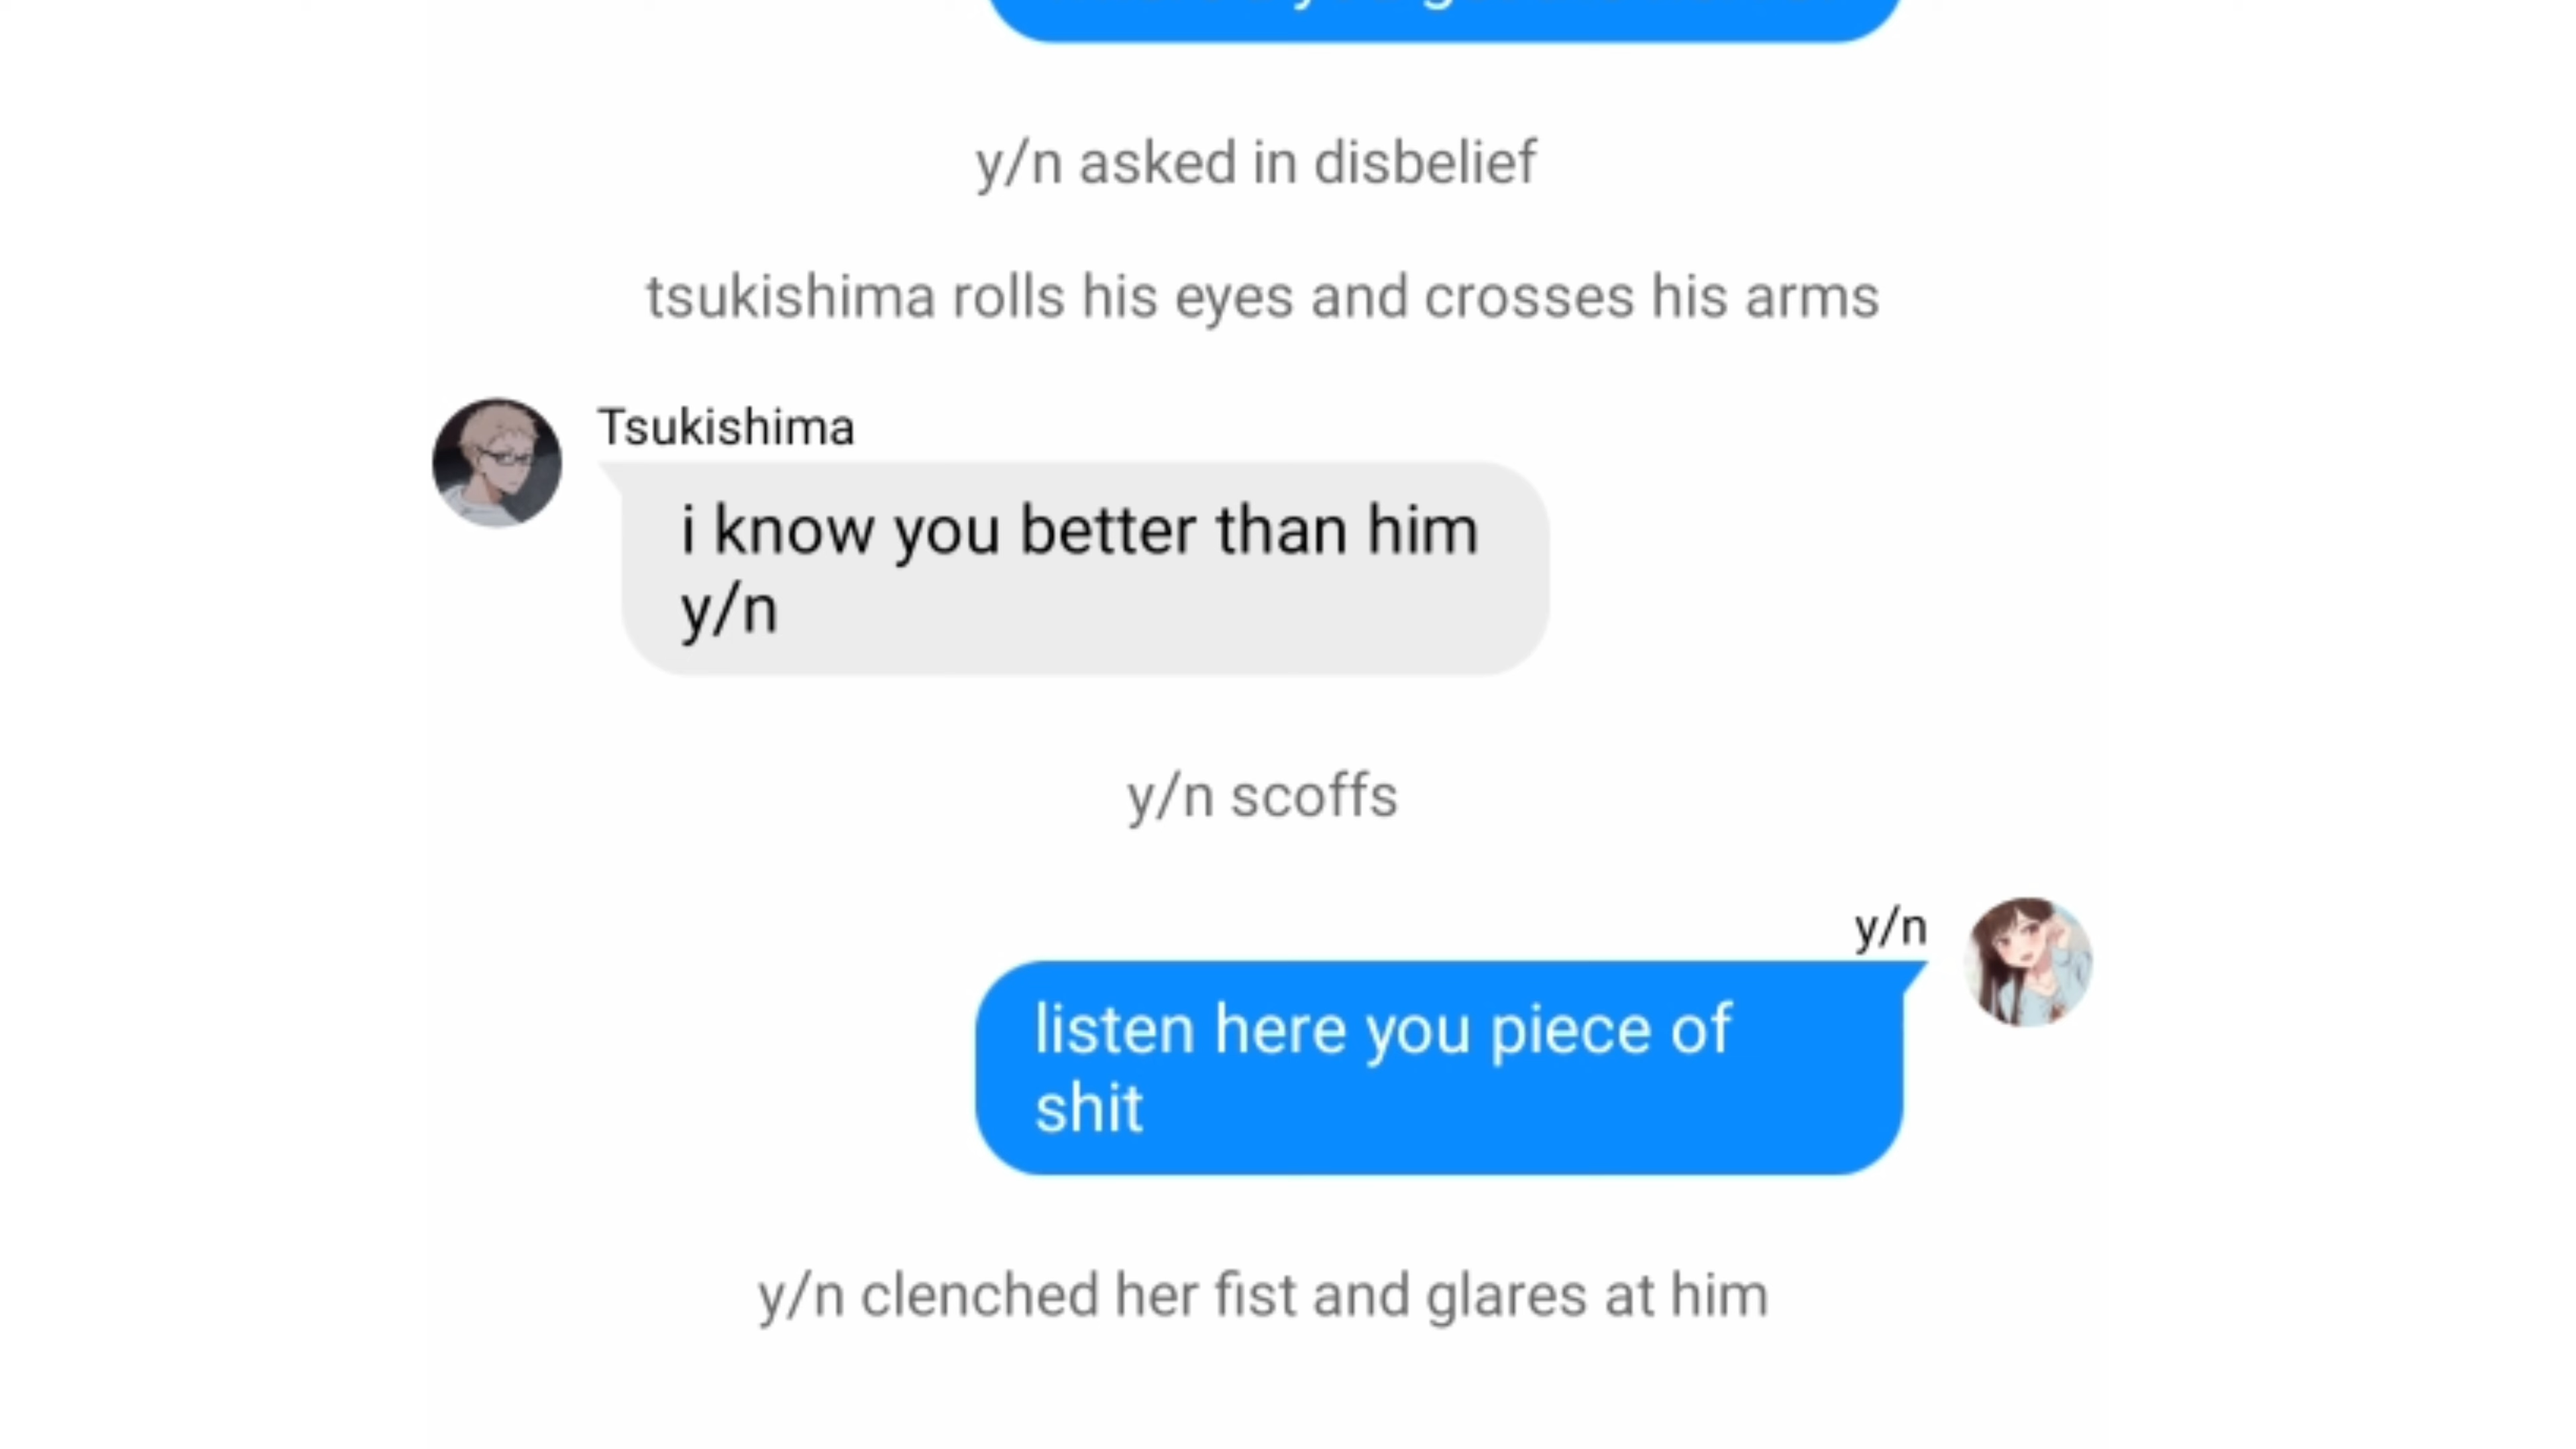 y/n asked in disbelief
tsukishima rolls his eyes and crosses his arms
Tsukishima
i know you better than him
y/n
y/n scoffs
y/n
listen here you piece of
shit
y/n clenched her fist and glares at him